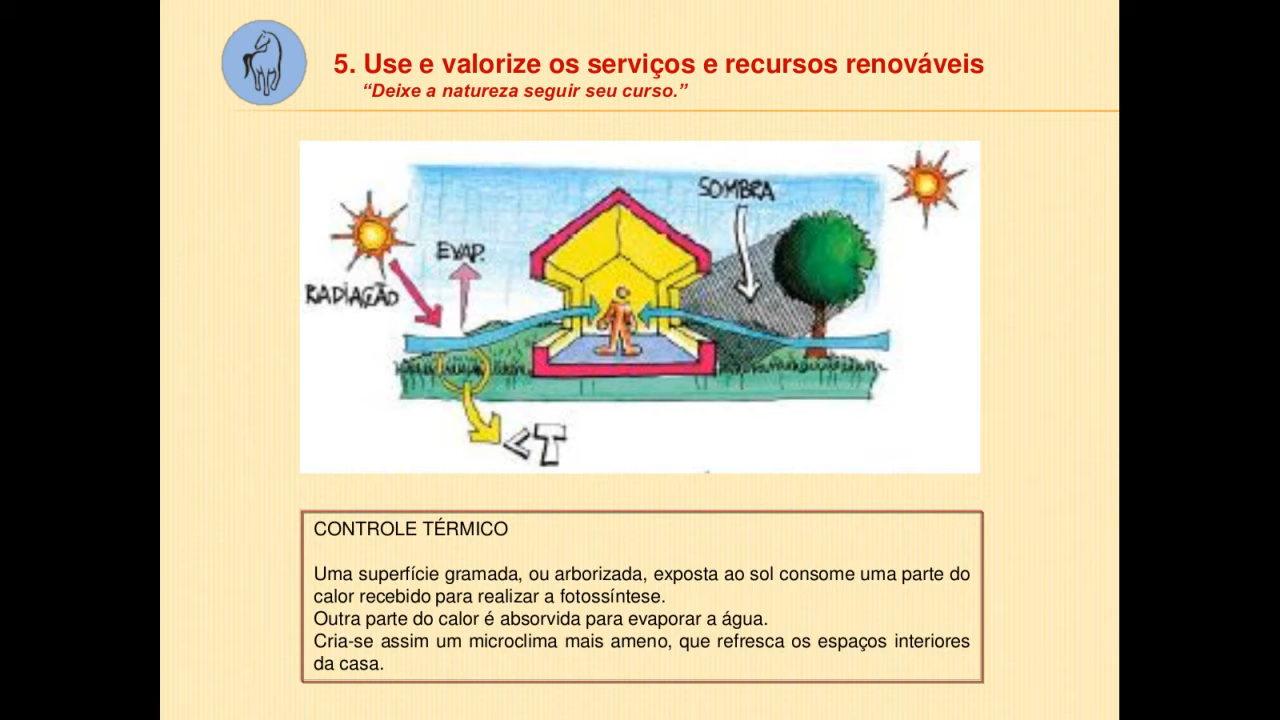 5. Use e valorize os serviços e recursos renováveis
“Deixe a natureza seguir seu curso.”
SOMBRA
EVAP.
RADIAÇÃO
<T
CONTROLE TÉRMICO
Uma superfície gramada, ou arborizada, exposta ao sol consome uma parte do
calor recebido para realizar a fotossíntese.
Outra parte do calor é absorvida para evaporar a água.
Cria-se assim um microclima mais ameno, que refresca os espaços interiores
da casa.